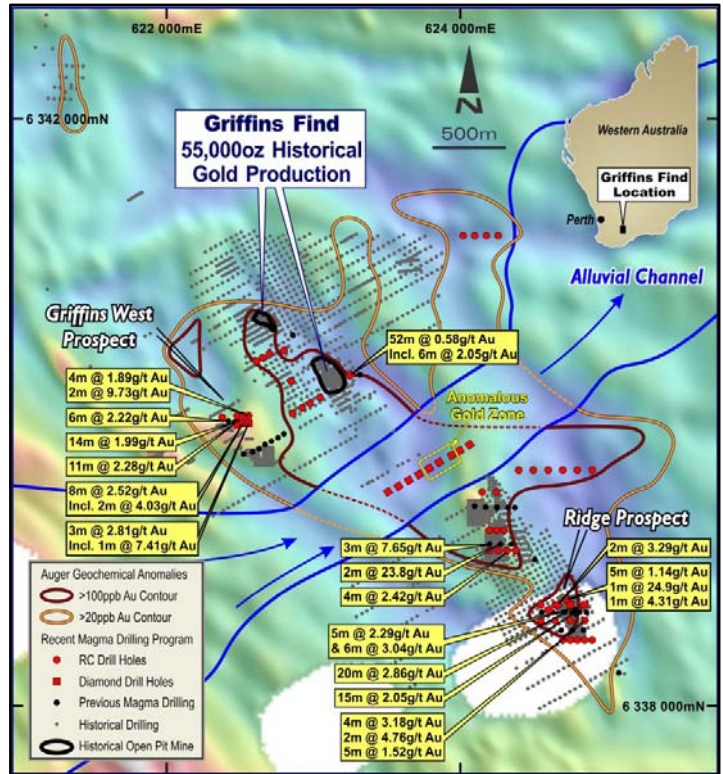 622 000mE
624 000mE
6 342 000mN
N
500m
Western Australia
Griffins Find
Location
Perth
Griffins Find
55,000oz Historical
Gold Production
Alluvial Channel
Griffins West
Prospect
52m @ 0.58g/t Au
Incl. 6m @ 2.05g/t Au
4m @ 1.89g/t Au
2m @ 9.73g/t Au
6m @ 2.22g/t Au
14m @ 1.99g/t Au
11m @ 2.28g/t Au
8m @ 2.52g/t Au
Incl. 2m @ 4.03g/t Au
3m @ 2.81g/t Au
Incl. 1m @ 7.41g/t Au
Anomalous
Gold Zone
Ridge Prospect
3m @ 7.65g/t Au
2m @ 23.8g/t Au
4m @ 2.42g/t Au
2m @ 3.29g/t Au
5m @ 1.14g/t Au
1m @ 24.9g/t Au
1m @ 4.31g/t Au
5m @ 2.29g/t Au
& 6m @ 3.04g/t Au
20m @ 2.86g/t Au
15m @ 2.05g/t Au
4m @ 3.18g/t Au
2m @ 4.76g/t Au
5m @ 1.52g/t Au
6 338 000mN
Auger Geochemical Anomalies
>100ppb Au Contour
>20ppb Au Contour
Recent Magma Drilling Program
RC Drill Holes
Diamond Drill Holes
Previous Magma Drilling
Historical Drilling
Historical Open Pit Mine